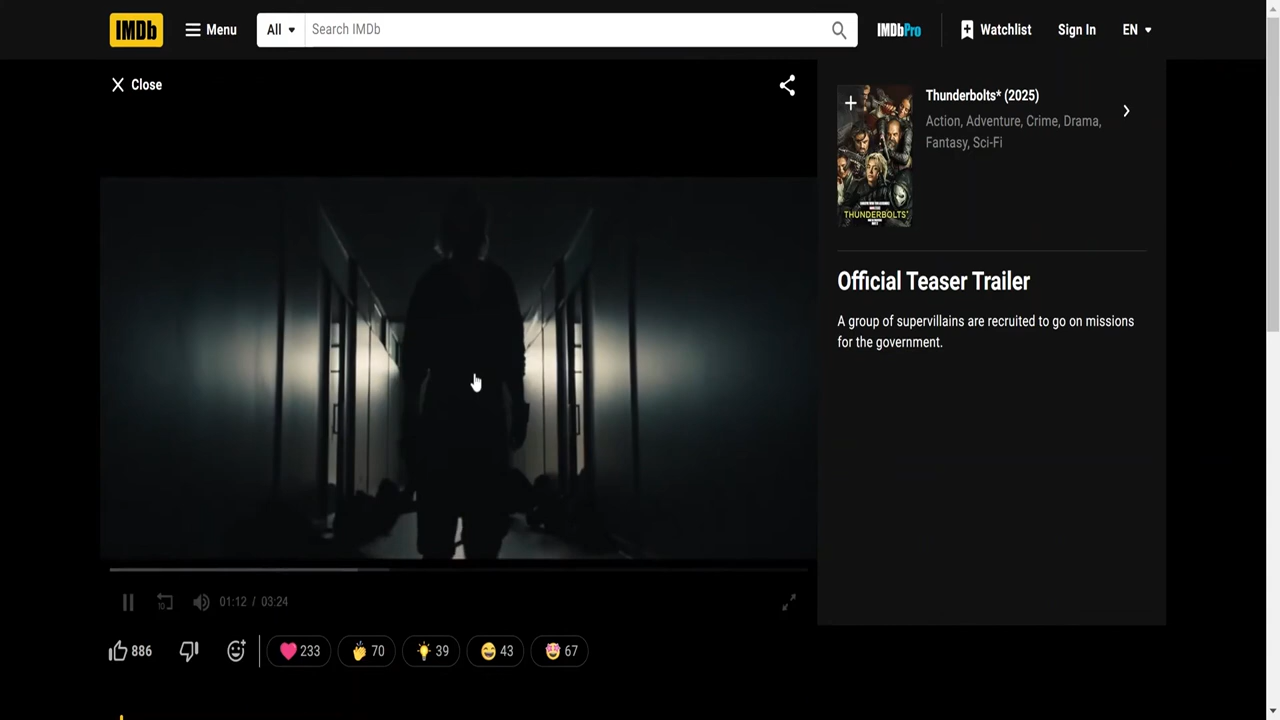 IMDb
Menu
All
Search IMDb
IMDbPro
Watchlist
Sign In
EN
Close
Thunderbolts* (2025)
Action, Adventure, Crime, Drama,
Fantasy, Sci-Fi
THUNDERBOLTS*
Official Teaser Trailer
A group of supervillains are recruited to go on missions
for the government.
10
01:12 / 03:24
886
233
70
39
43
67